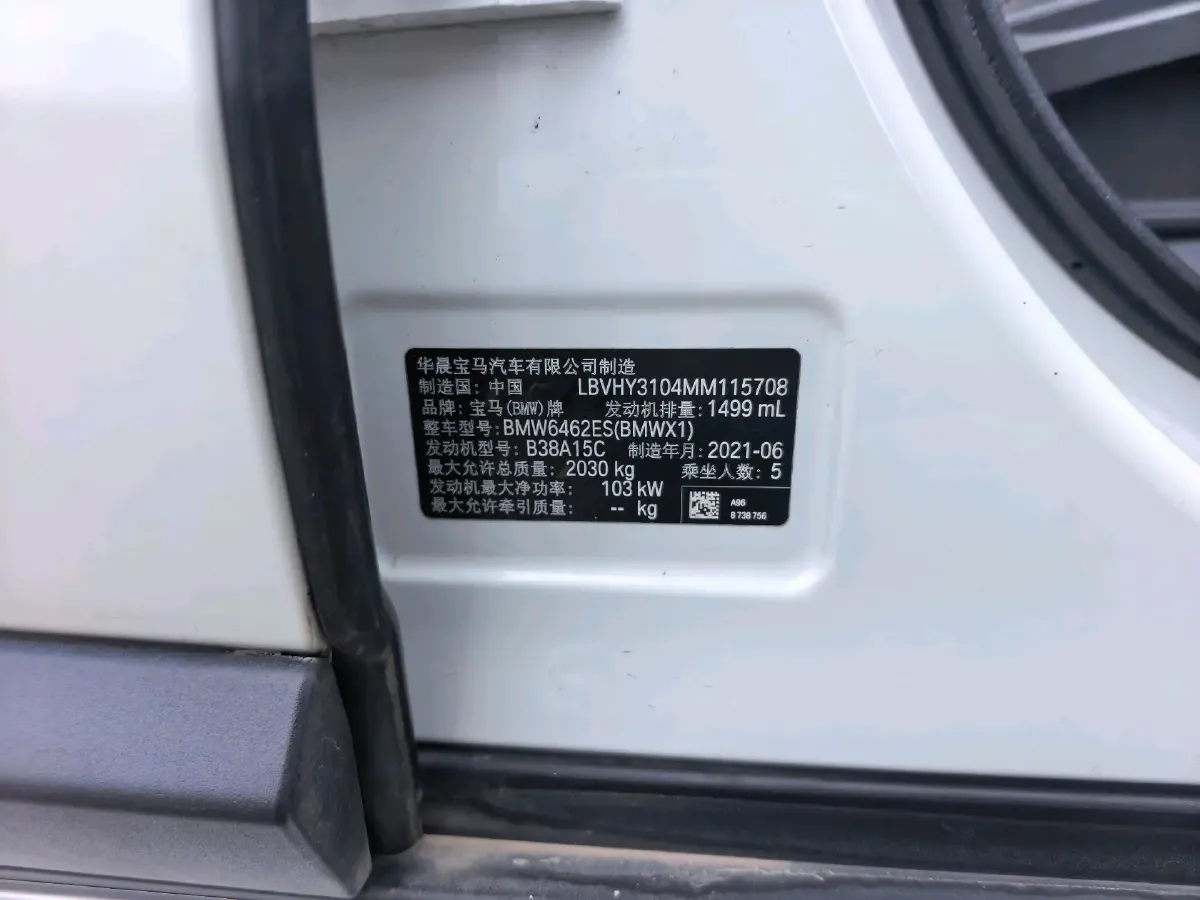 华晨宝马汽车有限公司制造
制造国：中国 LBVHY3104MM115708
品牌：宝马(BMW)牌 发动机排量：1499 mL
整车型号:BMW6462ES(BMWX1)
发动机型号：B38A15C 制造年月：2021-06
最大允许总质量：2030 kg 乘坐人数：5
发动机最大净功率： 103 kW
最大允许牵引质量： -- kg
A96
8 738 756